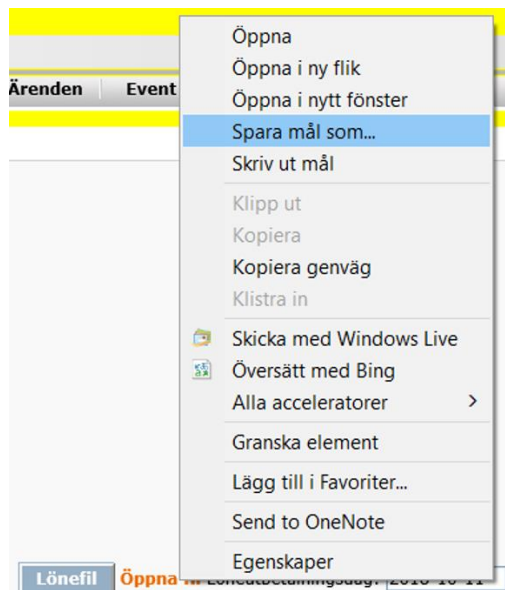 Öppna
Öppna i ny flik
Ärenden Event
Öppna i nytt fönster
Spara mål som...
Skriv ut mål
Klipp ut
Kopiera
Kopiera genväg
Klistra in
Skicka med Windows Live
Översätt med Bing
Alla acceleratorer >
Granska element
Lägg till i Favoriter...
Send to OneNote
Egenskaper
Lönefil Öppna